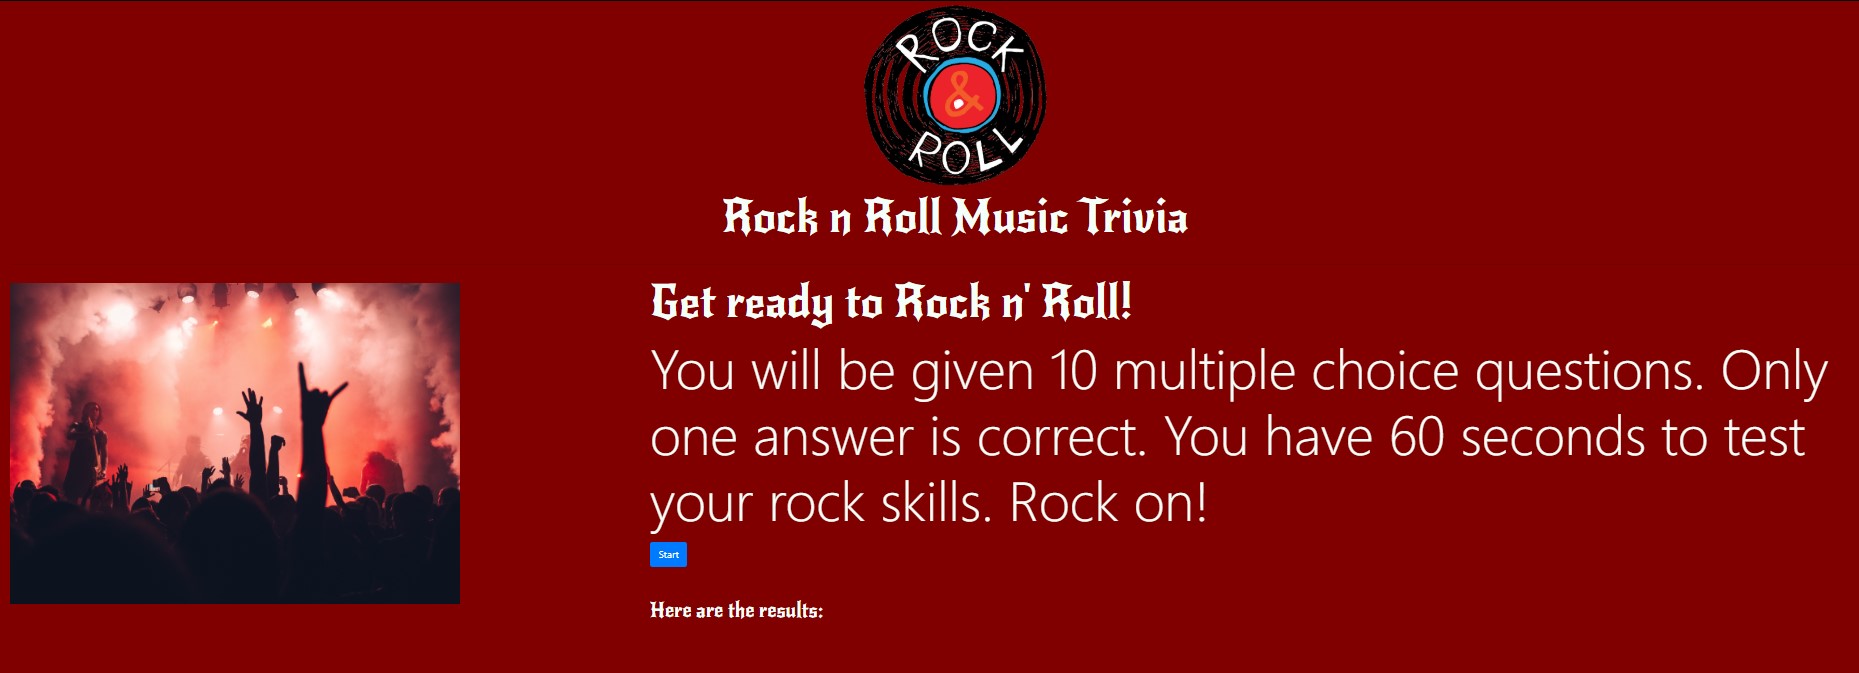 ROCK
&
ROLL
Rock n Roll Music Trivia
Get ready to Rock n' Roll!
You will be given 10 multiple choice questions. Only
one answer is correct. You have 60 seconds to test
your rock skills. Rock on!
Start
Here are the results: